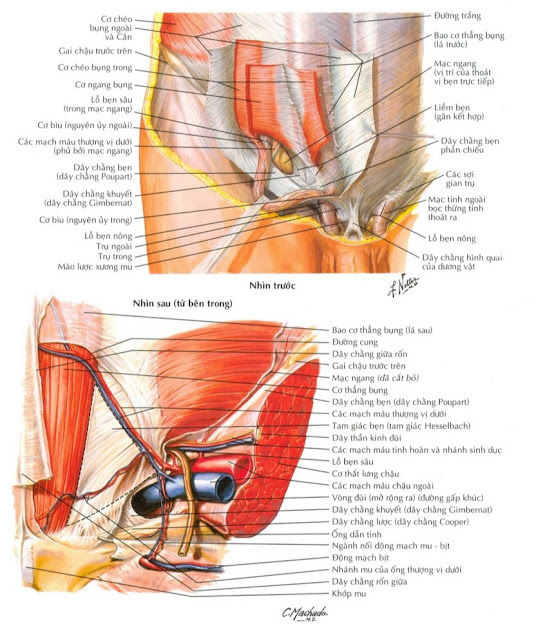 Cơ chéo
bụng ngoài
và Cân
Gai chậu trước trên
Cơ chéo bụng trong
Cơ ngang bụng
Lỗ bẹn sâu
(trong mạc ngang)
Cơ bìu (nguyên ủy ngoài)
Các mạch máu thượng vị dưới
(phủ bởi mạc ngang)
Dây chằng bẹn
(dây chằng Poupart)
Dây chằng khuyết
(dây chằng Gimbernat)
Cơ bìu (nguyên ủy trong)
Lỗ bẹn nông
Trụ ngoài
Trụ trong
Mào lược xương mu
Đường trắng
Bao cơ thẳng bụng
(lá trước)
Mạc ngang
(vị trí của thoát
vị bẹn trực tiếp)
Liềm bẹn
(gân kết hợp)
Dây chằng bẹn
phản chiếu
Các sợi
gian trụ
Mạc tinh ngoài
bọc thừng tinh
thoát ra
Lỗ bẹn nông
Dây chằng hình quai
của dương vật
Nhìn trước
F. Netter
M.D.
Nhìn sau (từ bên trong)
Bao cơ thẳng bụng (lá sau)
Đường cung
Dây chằng giữa rốn
Gai chậu trước trên
Mạc ngang (đã cắt bỏ)
Cơ thẳng bụng
Dây chằng bẹn (dây chằng Poupart)
Các mạch máu thượng vị dưới
Tam giác bẹn (tam giác Hesselbach)
Dây thần kinh đùi
Các mạch máu tinh hoàn và nhánh sinh dục
Lỗ bẹn sâu
Cơ thắt lưng chậu
Các mạch máu chậu ngoài
Vòng đùi (mở rộng ra) (đường gấp khúc)
Dây chằng khuyết (dây chằng Gimbernat)
Dây chằng lược (dây chằng Cooper)
Ống dẫn tinh
Ngành nối động mạch mu - bịt
Động mạch bịt
Nhánh mu của ống thượng vị dưới
Dây chằng rốn giữa
Khớp mu
C. Machado
M.D.